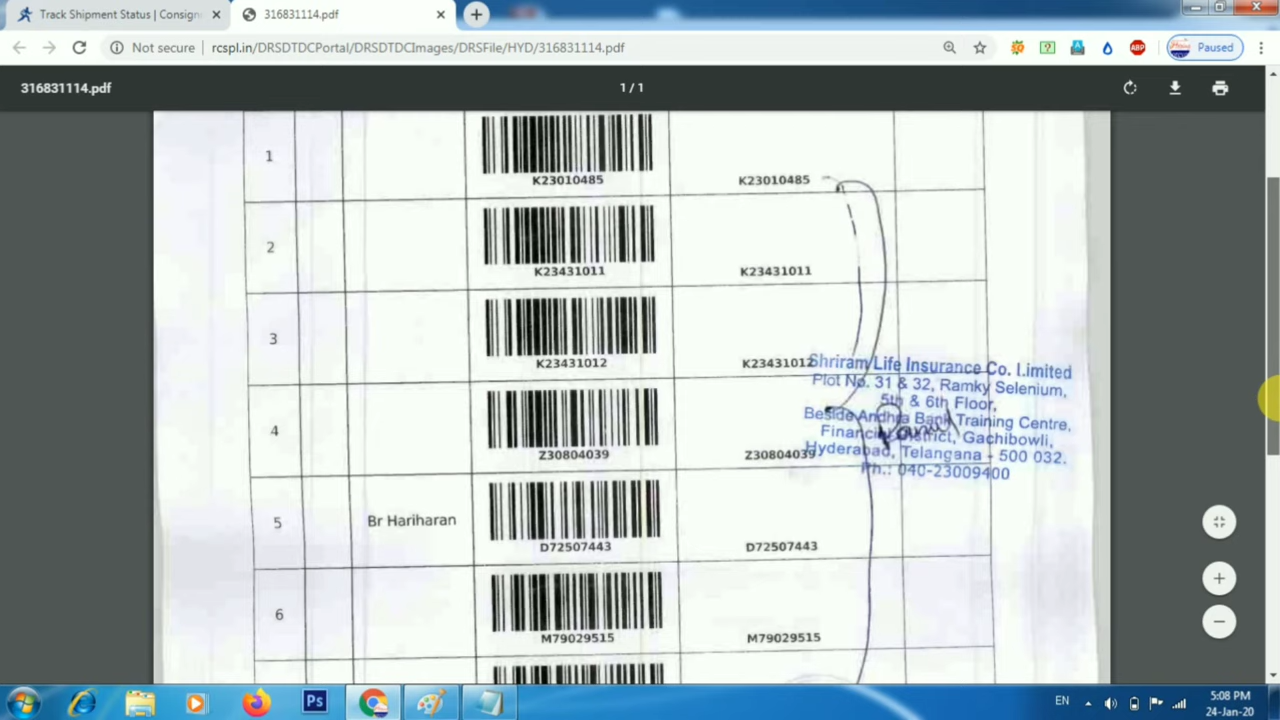 Track Shipment Status | Consign
316831114.pdf
Not secure
rcspl.in/DRSDTDCPortal/DRSDTDCImages/DRSFile/HYD/316831114.pdf
ABP
Paused
316831114.pdf
1 / 1
1
K23010485
K23010485
2
K23431011
K23431011
3
K23431012
K23431012
Shriram Life Insurance Co. Limited
Plot No. 31 & 32, Ramky Selenium,
5th & 6th Floor,
Beside Andhra Bank Training Centre,
Financial District, Gachibowli,
Hyderabad, Telangana - 500 032.
Ph.: 040-23009400
4
Z30804039
Z30804039
5
Br Hariharan
D72507443
D72507443
6
M79029515
M79029515
Ps
EN
5:08 PM
24-Jan-20